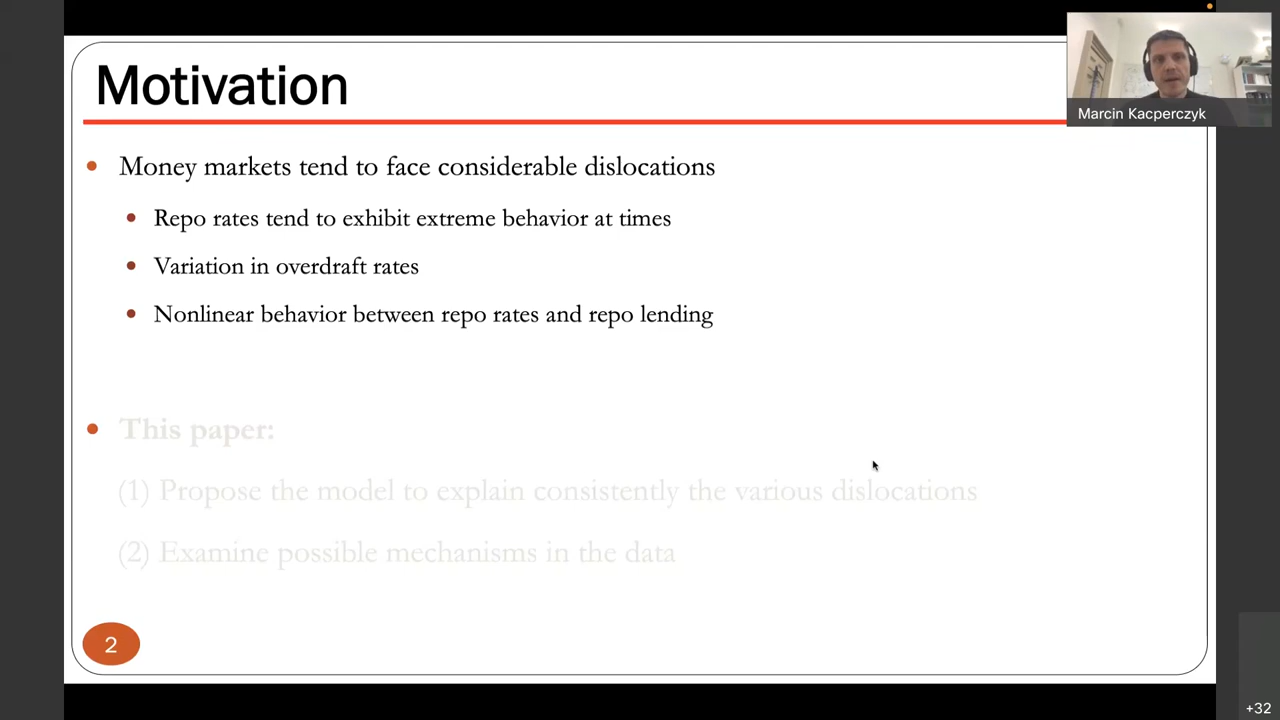 Motivation
Marcin Kacperczyk
Money markets tend to face considerable dislocations
Repo rates tend to exhibit extreme behavior at times
Variation in overdraft rates
Nonlinear behavior between repo rates and repo lending
This paper:
(1) Propose the model to explain consistently the various dislocations
(2) Examine possible mechanisms in the data
2
+32